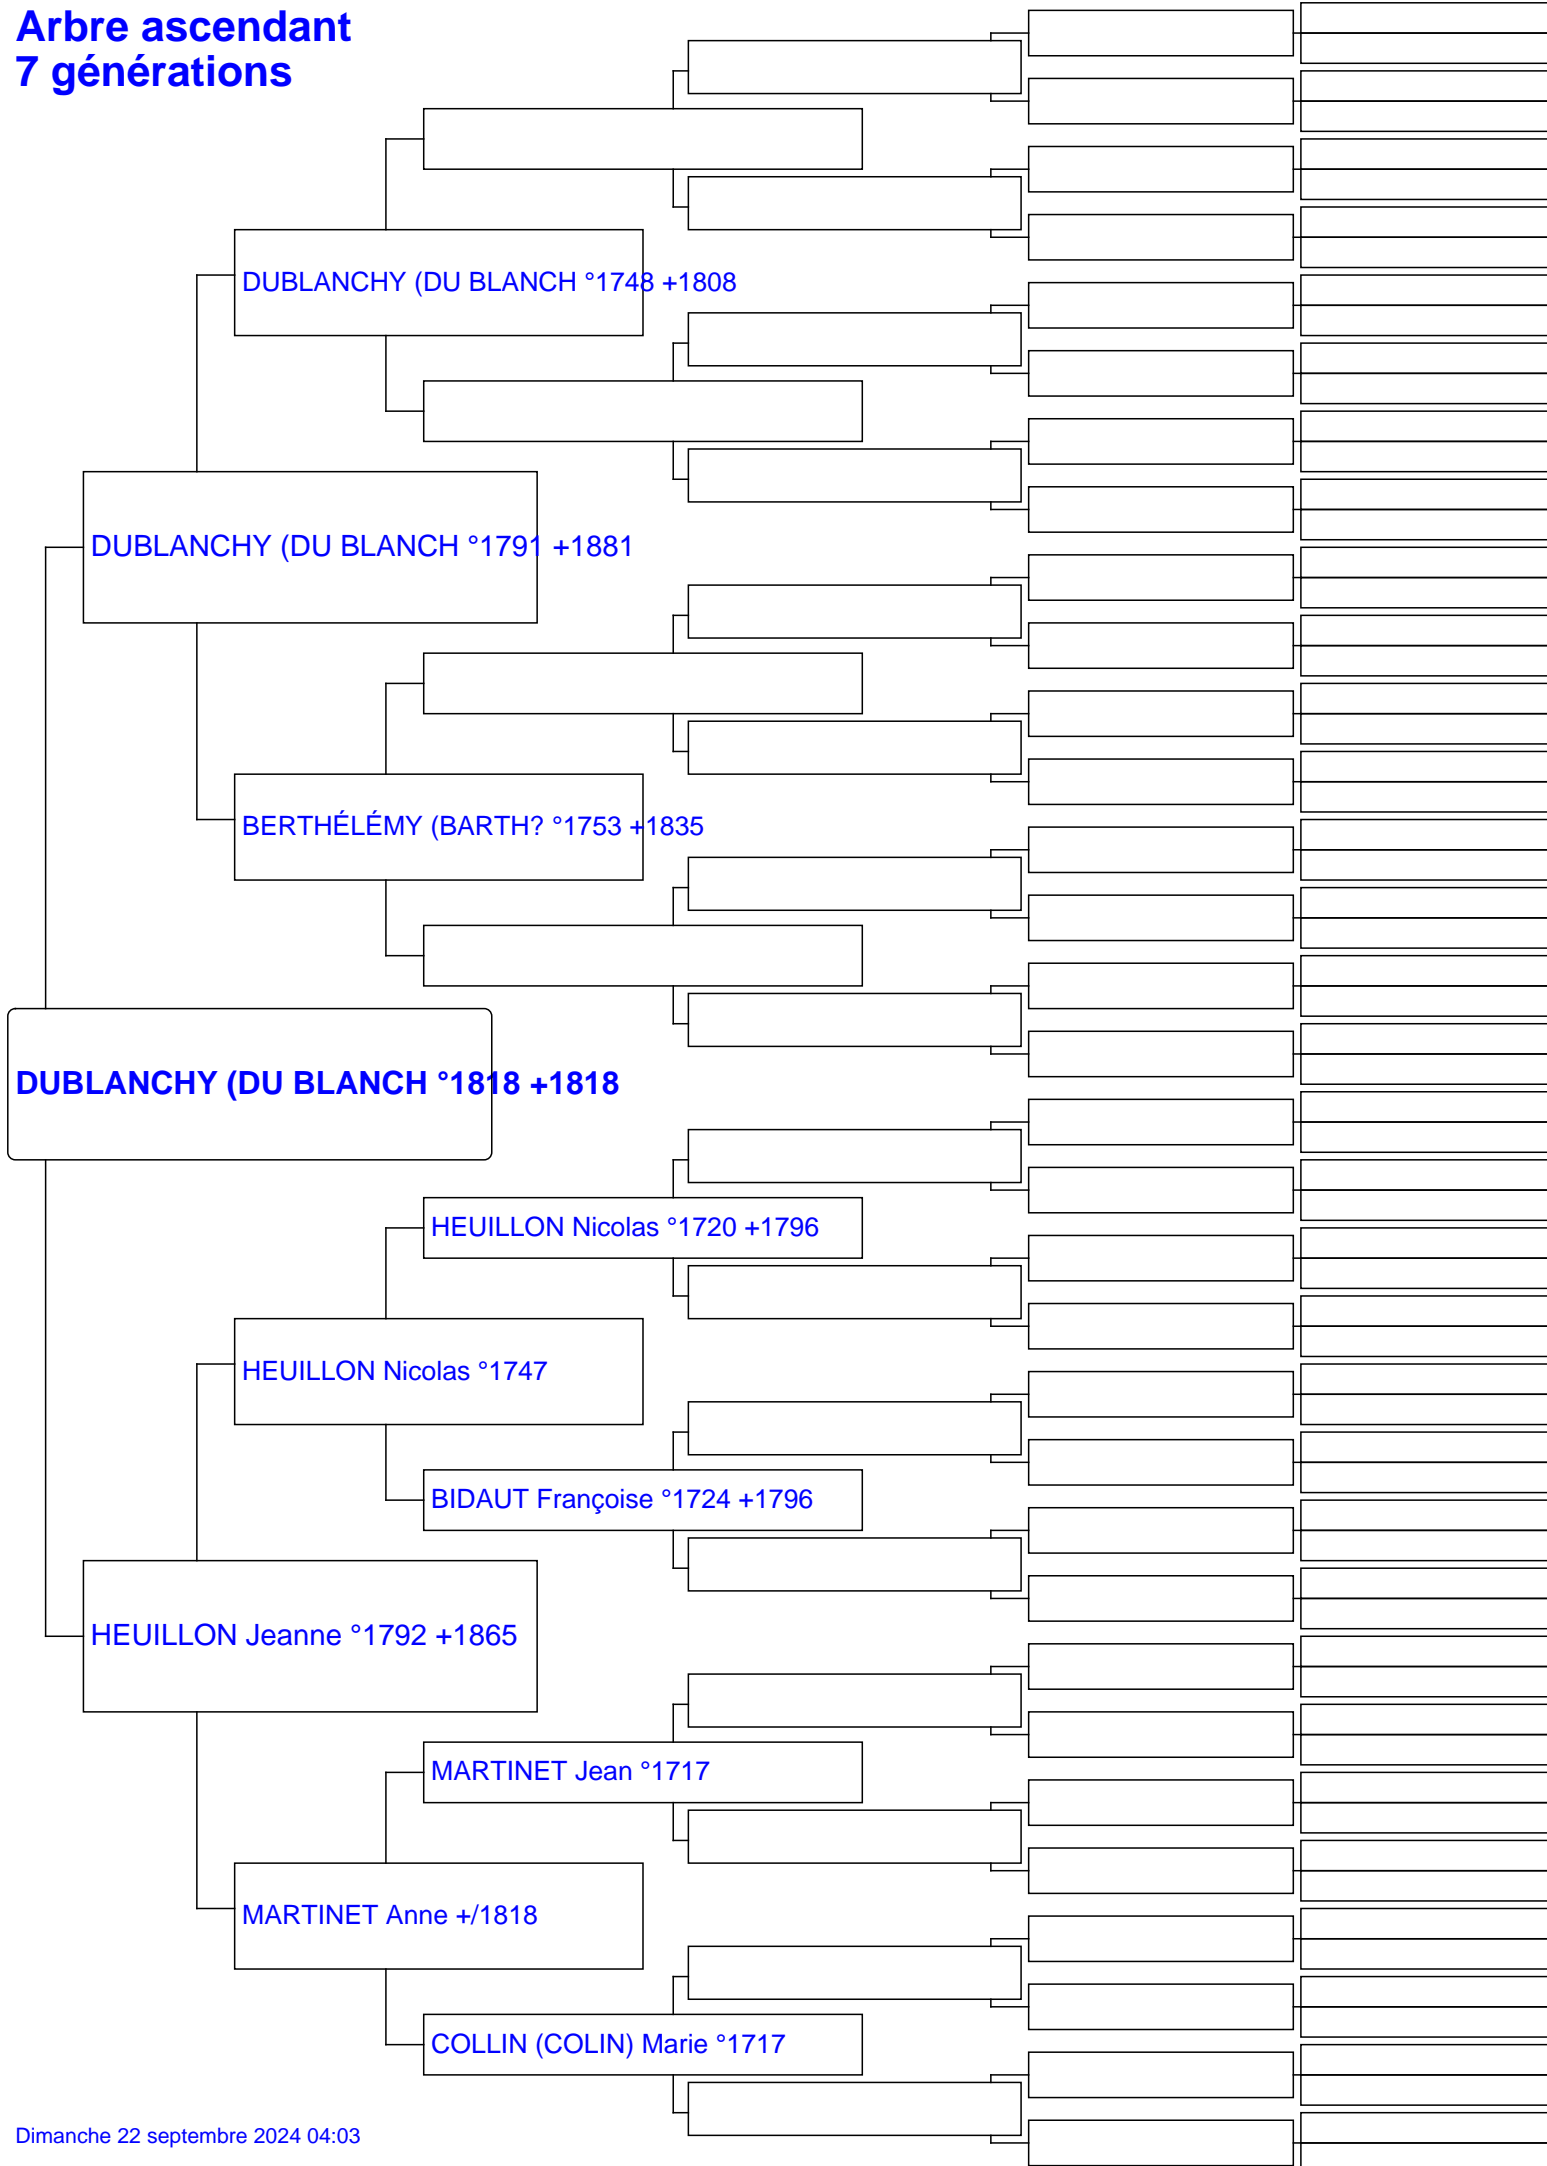 Arbre ascendant
7 générations
DUBLANCHY (DU BLANCH °1748 +1808
DUBLANCHY (DU BLANCH °1791 +1881
BERTHÉLÉMY (BARTH? °1753 +1835
DUBLANCHY (DU BLANCH °1818 +1818
HEUILLON Nicolas °1720 +1796
HEUILLON Nicolas °1747
BIDAUT Françoise °1724 +1796
HEUILLON Jeanne °1792 +1865
MARTINET Jean °1717
MARTINET Anne +/1818
COLLIN (COLIN) Marie °1717
Dimanche 22 septembre 2024 04:03